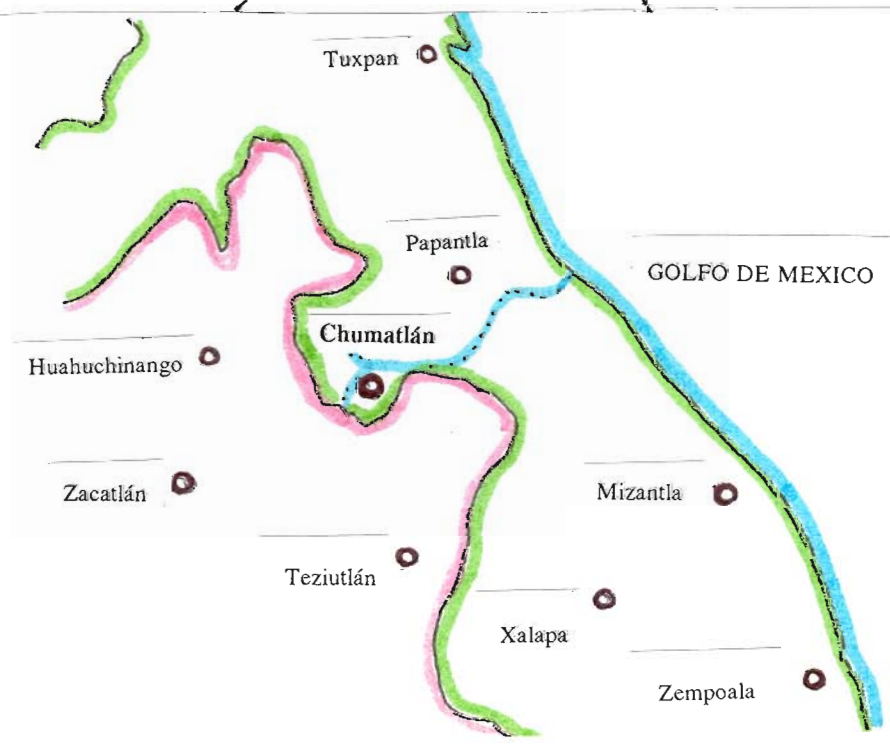 Tuxpan
Papantla
GOLFO DE MEXICO
Chumatlán
Huahuchinango
Zacatlán
Mizantla
Teziutlán
Xalapa
Zempoala